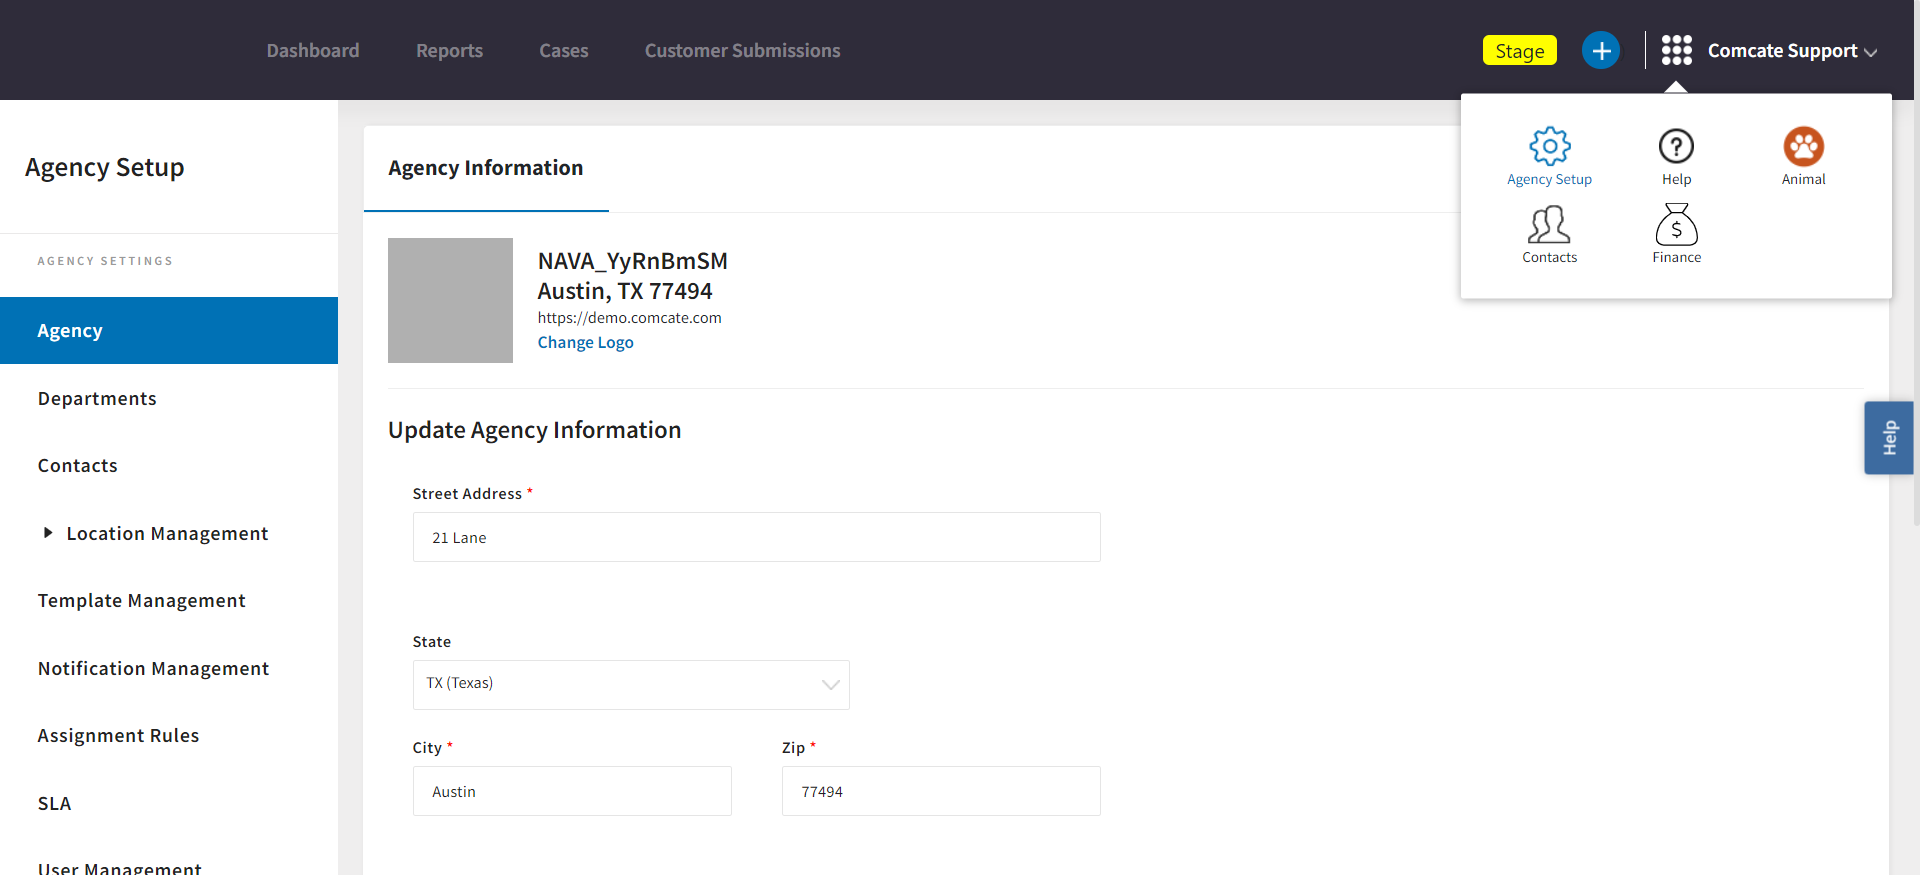 Dashboard
Reports
Cases
Customer Submissions
Stage
Comcate Support
Agency Setup
Help
Animal
Contacts
Finance
Agency Setup
AGENCY SETTINGS
Agency
Departments
Contacts
Location Management
Template Management
Notification Management
Assignment Rules
SLA
User Management
Agency Information
NAVA_YyRnBmSM
Austin, TX 77494
https://demo.comcate.com
Change Logo
Update Agency Information
Street Address *
21 Lane
State
TX (Texas)
City *
Zip *
Austin
77494
Help